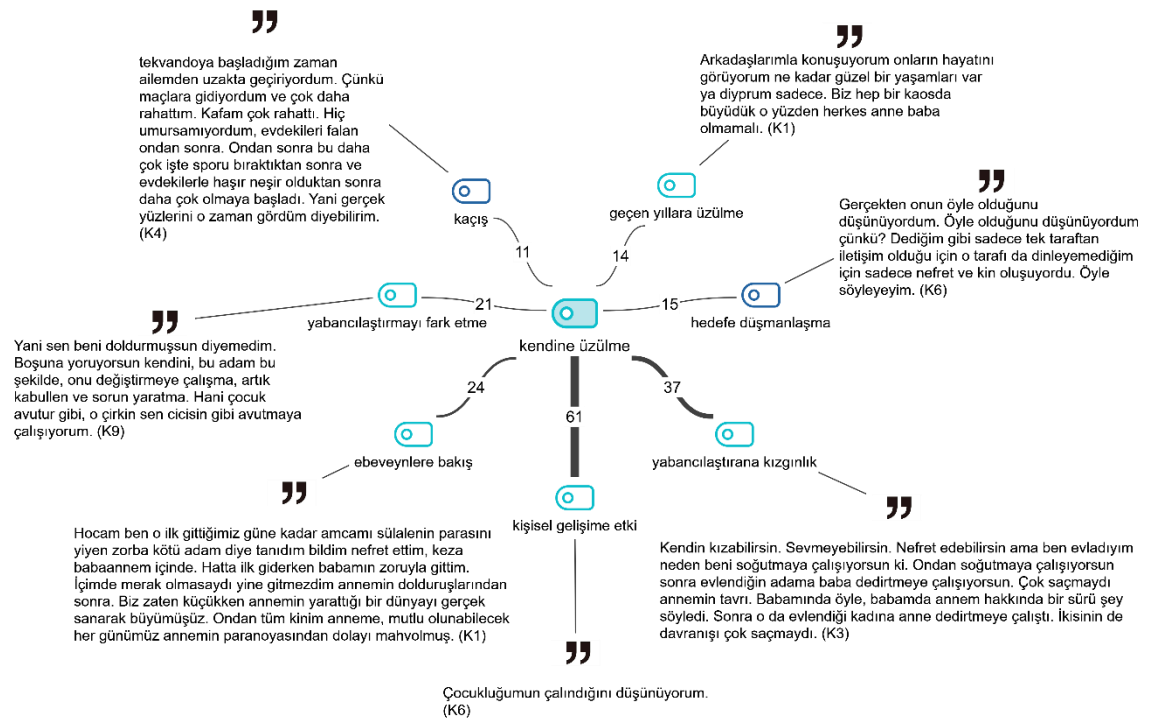 ”
tekvandoya başladığım zaman
ailemden uzakta geçiriyordum. Çünkü
maçlara gidiyordum ve çok daha
rahattım. Kafam çok rahattı. Hiç
umursamıyordum, evdekileri falan
ondan sonra. Ondan sonra bu daha
çok işte sporu bıraktıktan sonra ve
evdekilerle haşır neşir olduktan sonra
daha çok olmaya başladı. Yani gerçek
yüzlerini o zaman gördüm diyebilirim.
(K4)
”
Arkadaşlarımla konuşuyorum onların hayatını
görüyorum ne kadar güzel bir yaşamları var
ya diyprum sadece. Biz hep bir kaosda
büyüdük o yüzden herkes anne baba
olmamalı. (K1)
”
Gerçekten onun öyle olduğunu
düşünüyordum. Öyle olduğunu düşünüyordum
çünkü? Dediğim gibi sadece tek taraftan
iletişim olduğu için o tarafı da dinleyemediğim
için sadece nefret ve kin oluşuyordu. Öyle
söyleyeyim. (K6)
kaçış
geçen yıllara üzülme
11
14
21
15
yabancılaştırmayı fark etme
hedefe düşmanlaşma
kendine üzülme
”
Yani sen beni doldurmuşsun diyemedim.
Boşuna yoruyorsun kendini, bu adam bu
şekilde, onu değiştirmeye çalışma, artık
kabullen ve sorun yaratma. Hani çocuk
avutur gibi, o çirkin sen cicisin gibi avutmaya
çalışıyorum. (K9)
24
61
37
ebeveynlere bakış
yabancılaştırana kızgınlık
kişisel gelişime etki
”
Hocam ben o ilk gittiğimiz güne kadar amcamı sülalenin parasını
yiyen zorba kötü adam diye tanıdım bildim nefret ettim, keza
babaannem içinde. Hatta ilk giderken babamın zoruyla gittim.
İçimde merak olmasaydı yine gitmezdim annemin dolduruşlarından
sonra. Biz zaten küçükken annemin yarattığı bir dünyayı gerçek
sanarak büyümüşüz. Ondan tüm kinim anneme, mutlu olunabilecek
her günümüz annemin paranoyasından dolayı mahvolmuş. (K1)
”
Kendin kızabilirsin. Sevmeyebilirsin. Nefret edebilirsin ama ben evladıyım
neden beni soğutmaya çalışıyorsun ki. Ondan soğutmaya çalışıyorsun
sonra evlendiğin adama baba dedirtmeye çalışıyorsun. Çok saçmaydı
annemin tavrı. Babamında öyle, babamda annem hakkında bir sürü şey
söyledi. Sonra o da evlendiği kadına anne dedirtmeye çalıştı. İkisinin de
davranışı çok saçmaydı. (K3)
”
Çocukluğumun çalındığını düşünüyorum.
(K6)